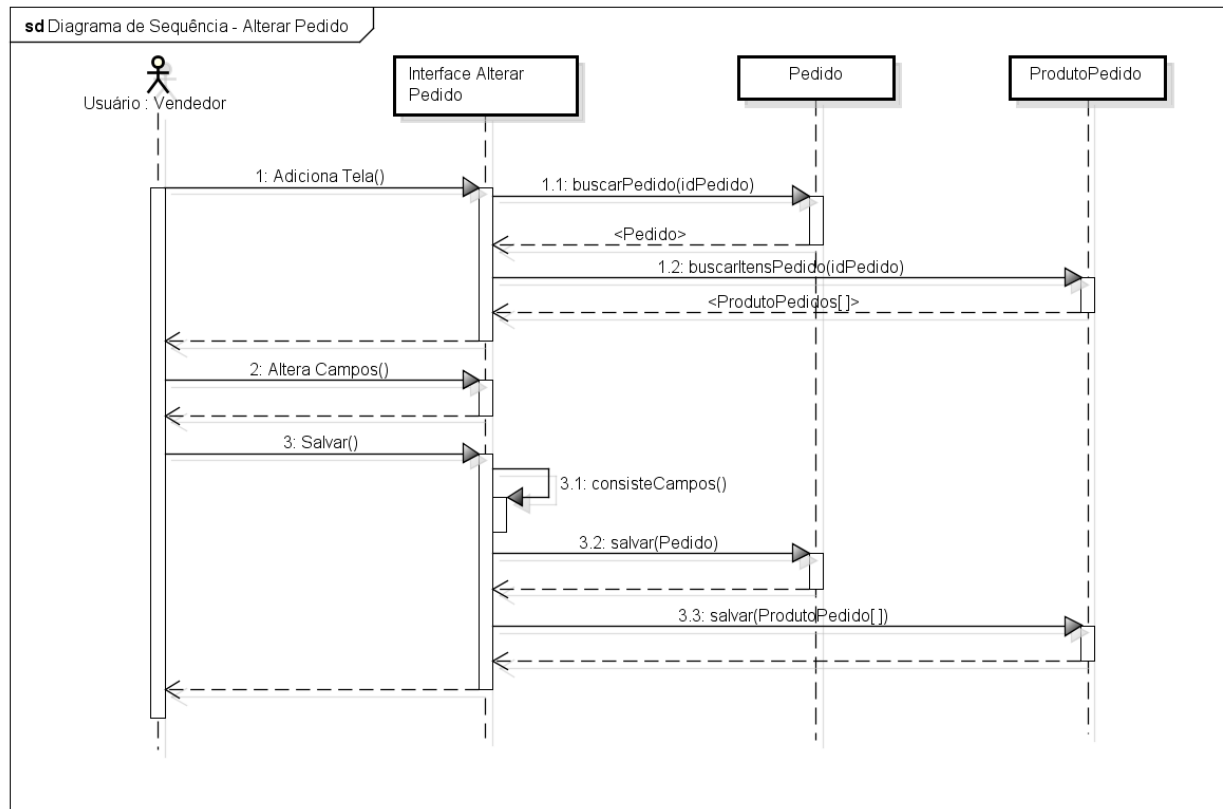 sd Diagrama de Sequência - Alterar Pedido
Usuário : Vendedor
Interface Alterar
Pedido
Pedido
ProdutoPedido
1: Adiciona Tela()
1.1: buscarPedido(idPedido)
<Pedido>
1.2: buscarItensPedido(idPedido)
<ProdutoPedidos[ ]>
2: Altera Campos()
3: Salvar()
3.1: consisteCampos()
3.2: salvar(Pedido)
3.3: salvar(ProdutoPedido[ ])